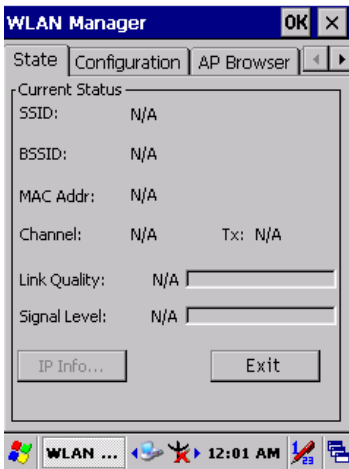 WLAN Manager OK
State Configuration AP Browser
Current Status
SSID: N/A
BSSID: N/A
MAC Addr: N/A
Channel: N/A Tx: N/A
Link Quality: N/A
Signal Level: N/A
IP Info... Exit
WLAN ... 12:01 AM